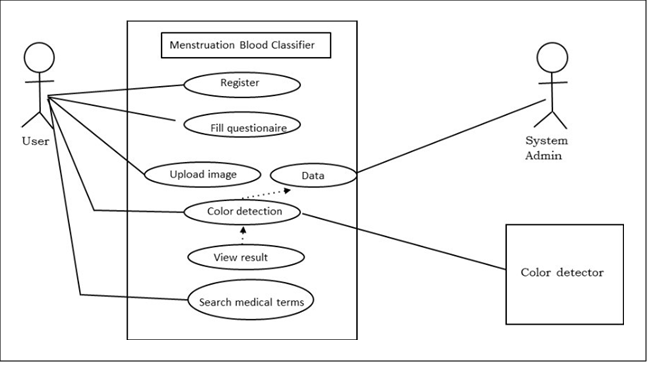 Menstruation Blood Classifier
Register
Fill questionaire
User
System
Admin
Upload image
Data
Color detection
View result
Color detector
Search medical terms